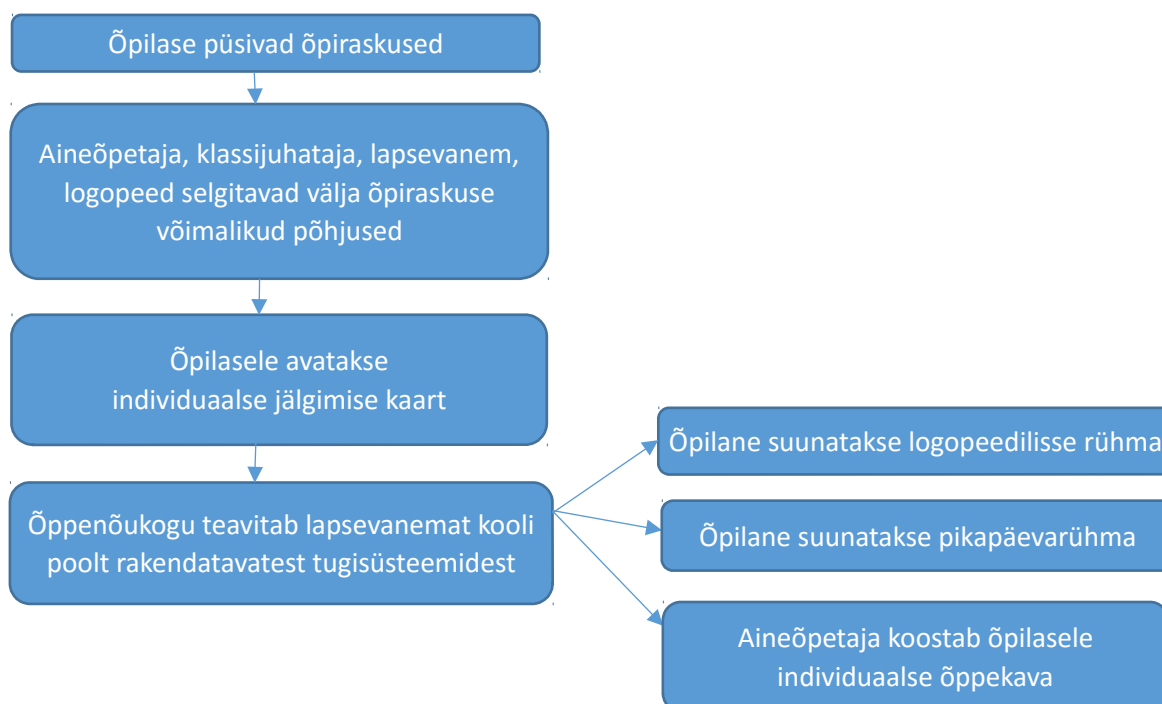 Õpilase püsivad õpiraskused
Aineõpetaja, klassijuhataja, lapsevanem,
logopeed selgitavad välja õpiraskuse
võimalikud põhjused
Õpilasele avatakse
individuaalse jälgimise kaart
Õppenõukogu teavitab lapsevanemat kooli
poolt rakendatavatest tugisüsteemidest
Õpilane suunatakse logopeedilisse rühma
Õpilane suunatakse pikapäevarühma
Aineõpetaja koostab õpilasele
individuaalse õppekava